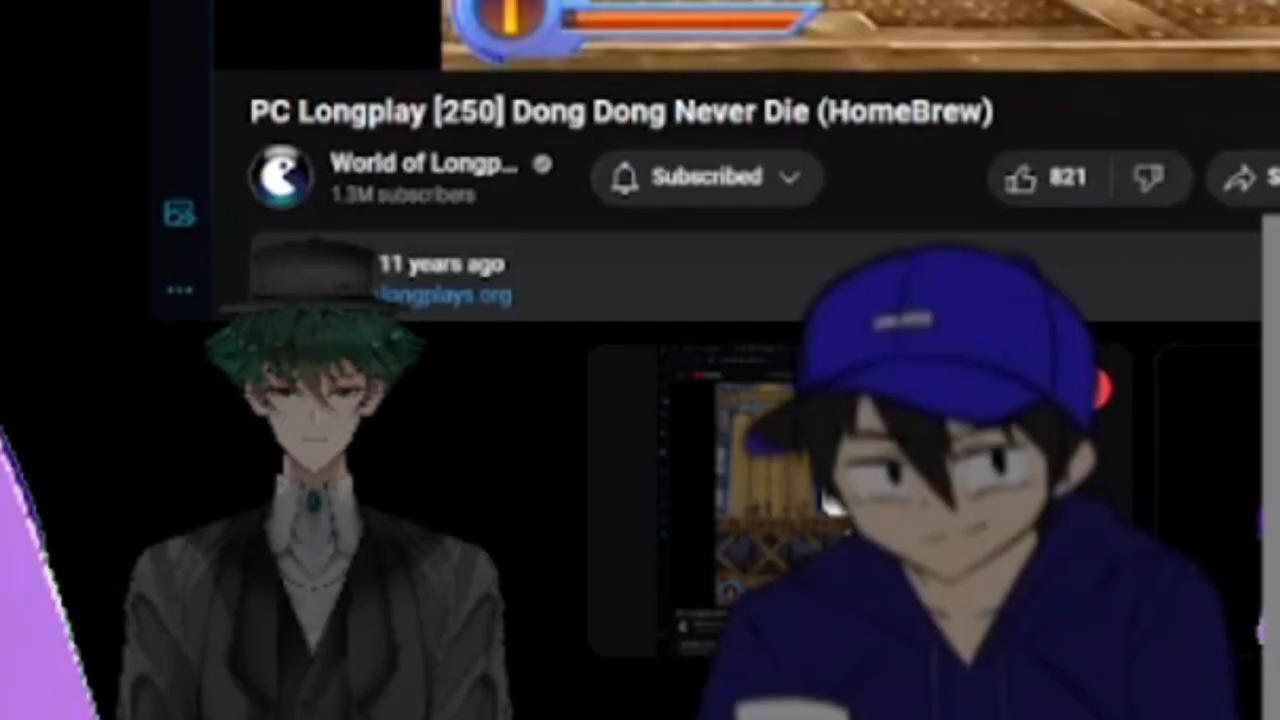 PC Longplay [250] Dong Dong Never Die (HomeBrew)
World of Longp...
1.3M subscribers
Subscribed
821
S
11 years ago
longplays.org